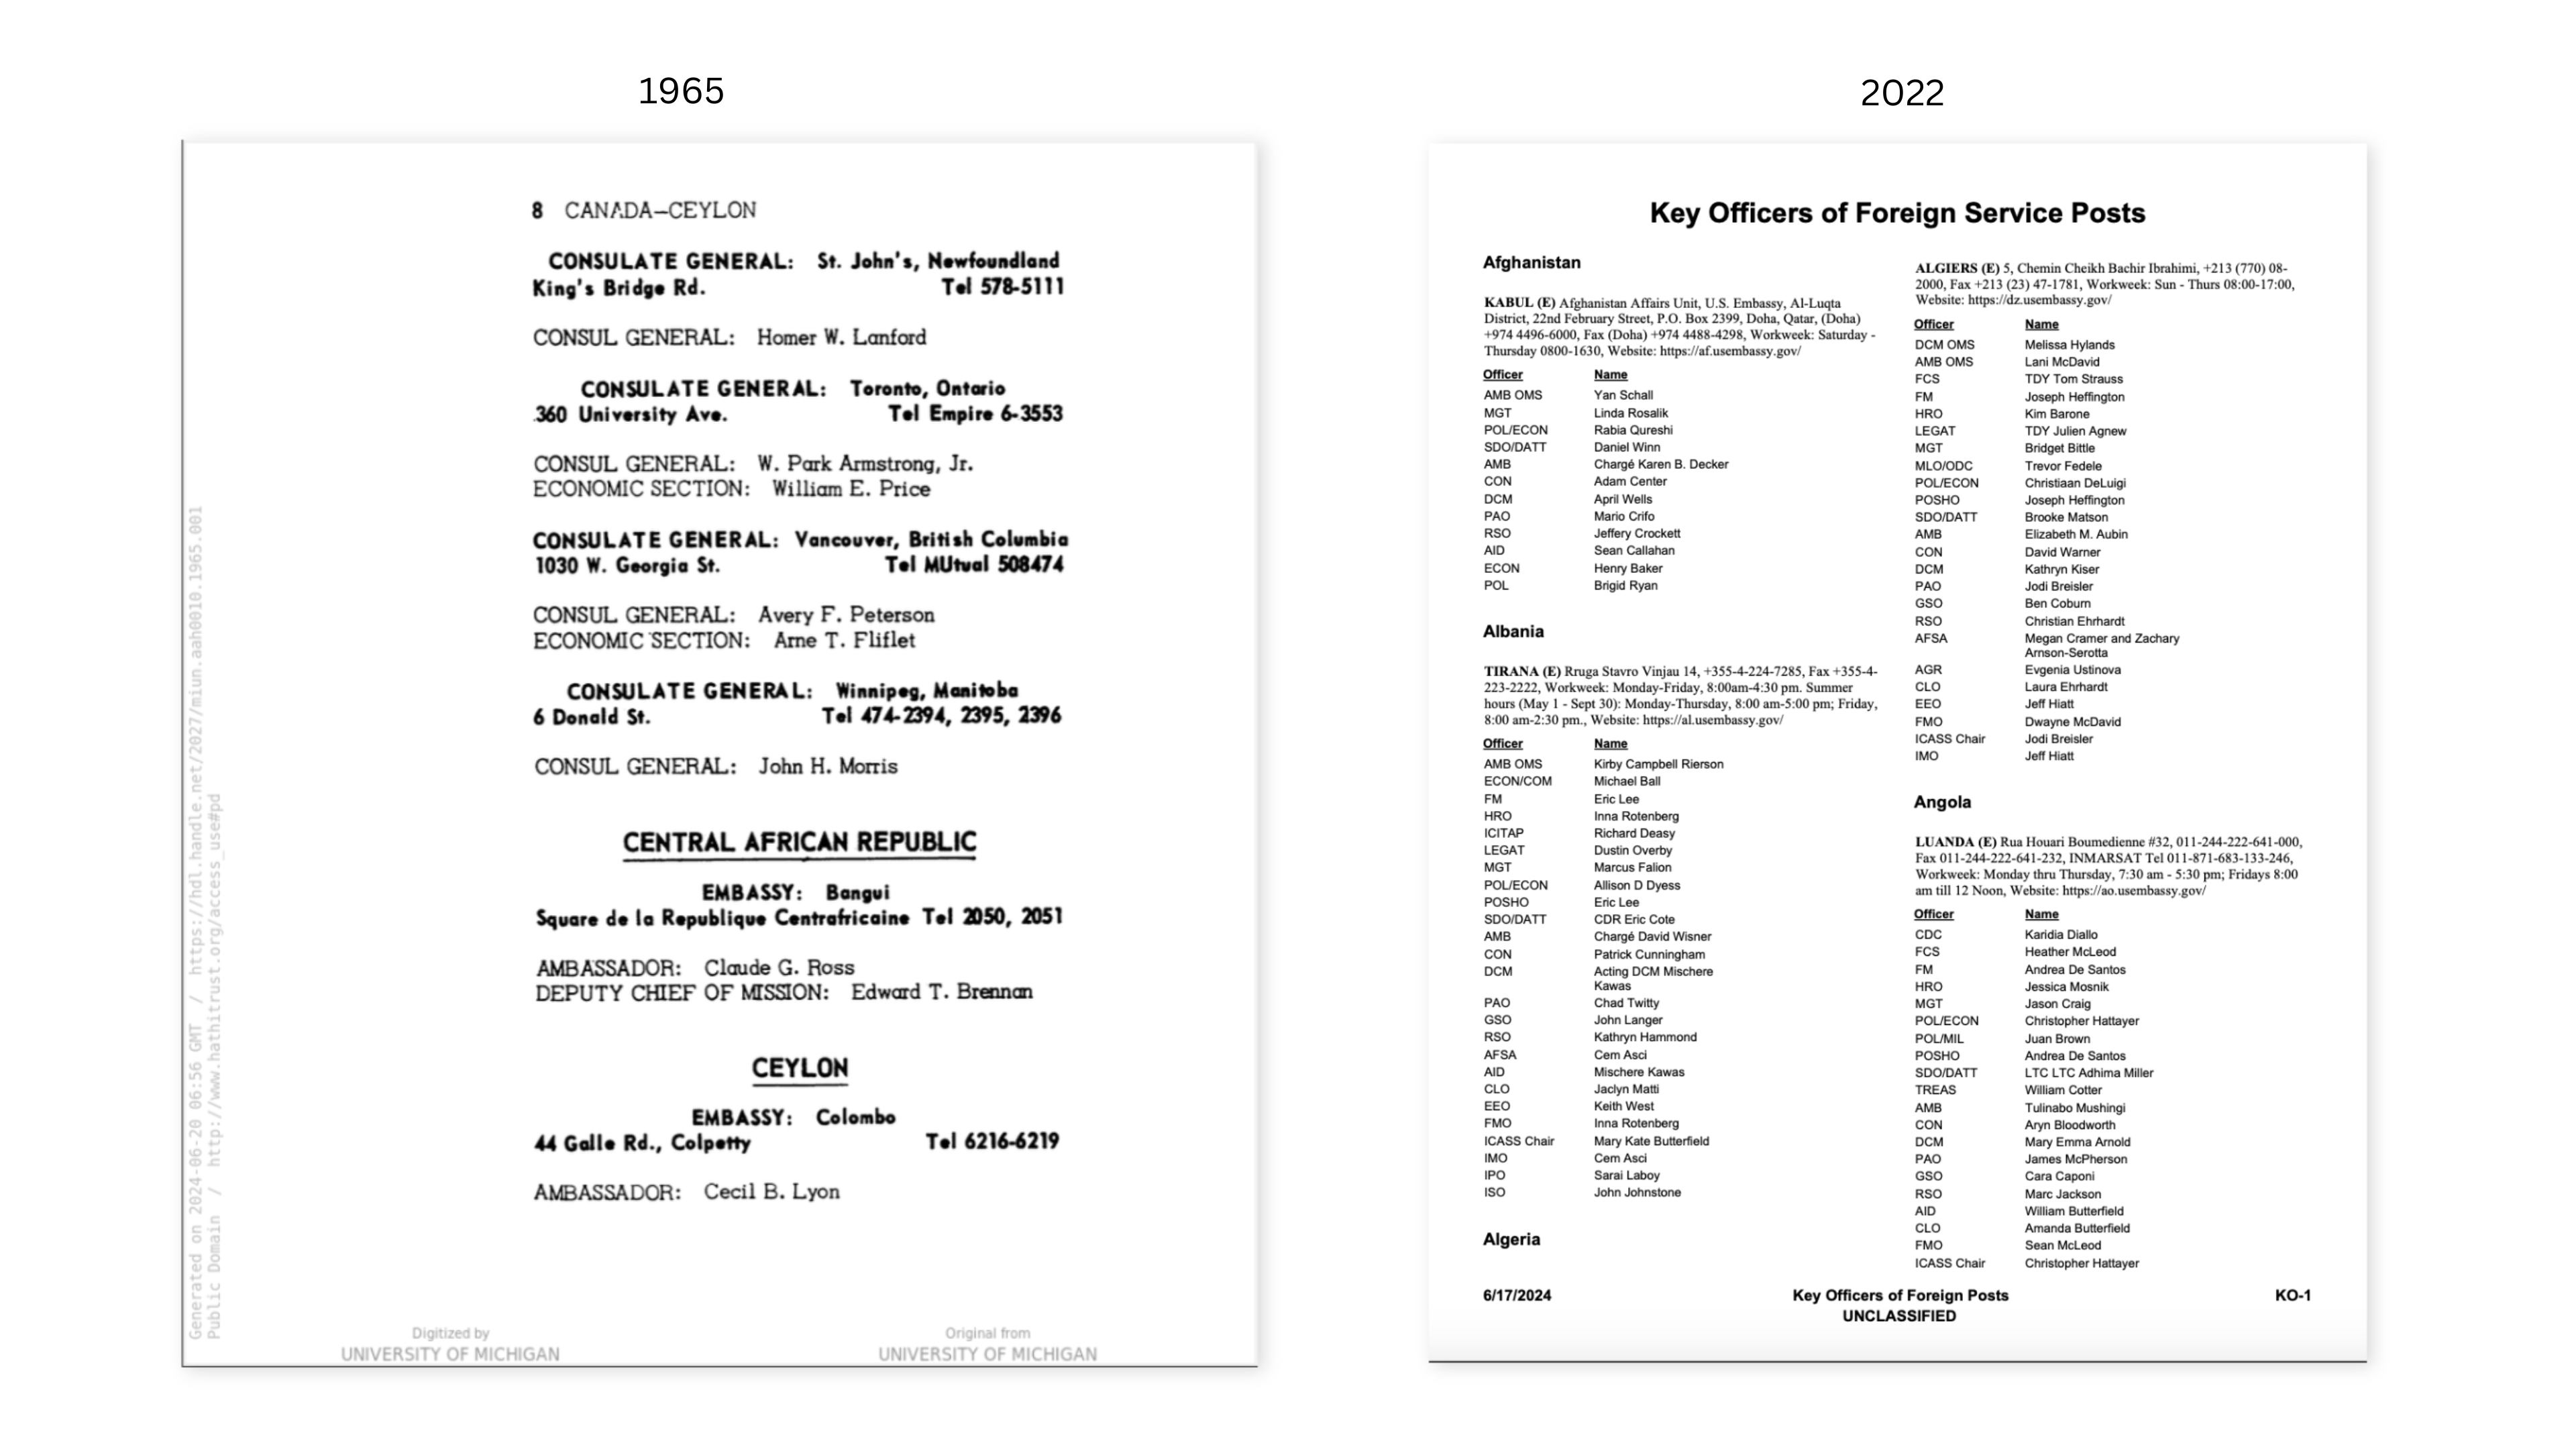 1965
8 CANADA—CEYLON
CONSULATE GENERAL: St. John's, Newfoundland
King's Bridge Rd. Tel 578-5111
CONSUL GENERAL: Homer W. Lanford
CONSULATE GENERAL: Toronto, Ontario
360 University Ave. Tel Empire 6-3553
CONSUL GENERAL: W. Park Armstrong, Jr.
ECONOMIC SECTION: William E. Price
CONSULATE GENERAL: Vancouver, British Columbia
1030 W. Georgia St. Tel MUtual 508474
CONSUL GENERAL: Avery F. Peterson
ECONOMIC SECTION: Arne T. Fliflet
CONSULATE GENERAL: Winnipeg, Manitoba
6 Donald St. Tel 474-2394, 2395, 2396
CONSUL GENERAL: John H. Morris
CENTRAL AFRICAN REPUBLIC
EMBASSY: Bangui
Square de la Republique Centrafricaine Tel 2050, 2051
AMBASSADOR: Claude G. Ross
DEPUTY CHIEF OF MISSION: Edward T. Brennan
CEYLON
EMBASSY: Colombo
44 Galle Rd., Colpetty Tel 6216-6219
AMBASSADOR: Cecil B. Lyon
Generated on 2024-06-20 06:56 GMT / https://hdl.handle.net/2027/miun.aah0010.1965.001
Public Domain / http://www.hathitrust.org/access_use#pd
Digitized by
UNIVERSITY OF MICHIGAN
Original from
UNIVERSITY OF MICHIGAN
2022
Key Officers of Foreign Service Posts
Afghanistan
KABUL (E) Afghanistan Affairs Unit, U.S. Embassy, Al-Luqta
District, 22nd February Street, P.O. Box 2399, Doha, Qatar, (Doha)
+974 4496-6000, Fax (Doha) +974 4488-4298, Workweek: Saturday -
Thursday 0800-1630, Website: https://af.usembassy.gov/
Officer Name
AMB OMS Yan Schall
MGT Linda Rosalik
POL/ECON Rabia Qureshi
SDO/DATT Daniel Winn
AMB Chargé Karen B. Decker
CON Adam Center
DCM April Wells
PAO Mario Crifo
RSO Jeffery Crockett
AID Sean Callahan
ECON Henry Baker
POL Brigid Ryan
Albania
TIRANA (E) Rruga Stavro Vinjau 14, +355-4-224-7285, Fax +355-4-
223-2222, Workweek: Monday-Friday, 8:00am-4:30 pm. Summer
hours (May 1 - Sept 30): Monday-Thursday, 8:00 am-5:00 pm; Friday,
8:00 am-2:30 pm., Website: https://al.usembassy.gov/
Officer Name
AMB OMS Kirby Campbell Rierson
ECON/COM Michael Ball
FM Eric Lee
HRO Inna Rotenberg
ICITAP Richard Deasy
LEGAT Dustin Overby
MGT Marcus Falion
POL/ECON Allison D Dyess
POSHO Eric Lee
SDO/DATT CDR Eric Cote
AMB Chargé David Wisner
CON Patrick Cunningham
DCM Acting DCM Mischere
Kawas
PAO Chad Twitty
GSO John Langer
RSO Kathryn Hammond
AFSA Cem Asci
AID Mischere Kawas
CLO Jaclyn Matti
EEO Keith West
FMO Inna Rotenberg
ICASS Chair Mary Kate Butterfield
IMO Cem Asci
IPO Sarai Laboy
ISO John Johnstone
Algeria
ALGIERS (E) 5, Chemin Cheikh Bachir Ibrahimi, +213 (770) 08-
2000, Fax +213 (23) 47-1781, Workweek: Sun - Thurs 08:00-17:00,
Website: https://dz.usembassy.gov/
Officer Name
DCM OMS Melissa Hylands
AMB OMS Lani McDavid
FCS TDY Tom Strauss
FM Joseph Heffington
HRO Kim Barone
LEGAT TDY Julien Agnew
MGT Bridget Bittle
MLO/ODC Trevor Fedele
POL/ECON Christiaan DeLuigi
POSHO Joseph Heffington
SDO/DATT Brooke Matson
AMB Elizabeth M. Aubin
CON David Warner
DCM Kathryn Kiser
PAO Jodi Breisler
GSO Ben Coburn
RSO Christian Ehrhardt
AFSA Megan Cramer and Zachary
Arnson-Serotta
AGR Evgenia Ustinova
CLO Laura Ehrhardt
EEO Jeff Hiatt
FMO Dwayne McDavid
ICASS Chair Jodi Breisler
IMO Jeff Hiatt
Angola
LUANDA (E) Rua Houari Boumedienne #32, 011-244-222-641-000,
Fax 011-244-222-641-232, INMARSAT Tel 011-871-683-133-246,
Workweek: Monday thru Thursday, 7:30 am - 5:30 pm; Fridays 8:00
am till 12 Noon, Website: https://ao.usembassy.gov/
Officer Name
CDC Karidia Diallo
FCS Heather McLeod
FM Andrea De Santos
HRO Jessica Mosnik
MGT Jason Craig
POL/ECON Christopher Hattayer
POL/MIL Juan Brown
POSHO Andrea De Santos
SDO/DATT LTC LTC Adhima Miller
TREAS William Cotter
AMB Tulinabo Mushingi
CON Aryn Bloodworth
DCM Mary Emma Arnold
PAO James McPherson
GSO Cara Caponi
RSO Marc Jackson
AID William Butterfield
CLO Amanda Butterfield
FMO Sean McLeod
ICASS Chair Christopher Hattayer
6/17/2024 Key Officers of Foreign Posts KO-1
UNCLASSIFIED